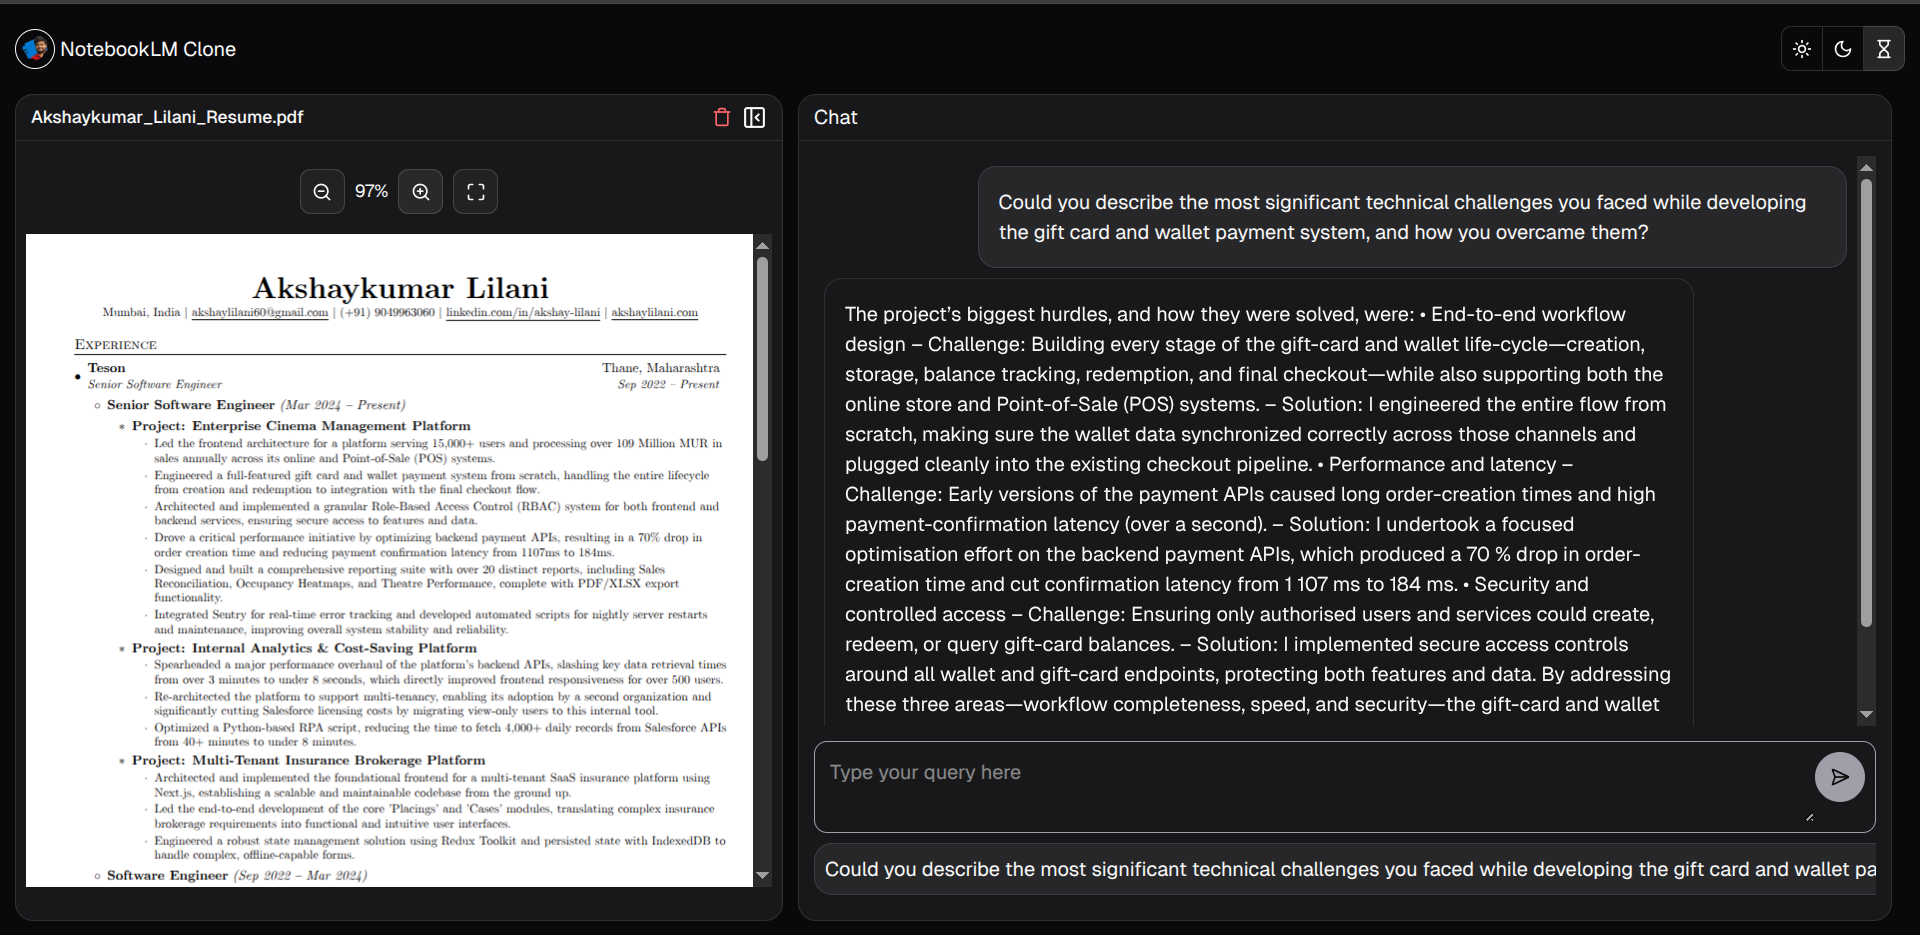 NotebookLM Clone
Akshaykumar_Lilani_Resume.pdf
97%
Akshaykumar Lilani
Mumbai, India | akshaylilani60@gmail.com | (+91) 9049963060 | linkedin.com/in/akshay-lilani | akshaylilani.com
Experience
• Teson Thane, Maharashtra
Senior Software Engineer Sep 2022 – Present
◦ Senior Software Engineer (Mar 2024 – Present)
∗ Project: Enterprise Cinema Management Platform
· Led the frontend architecture for a platform serving 15,000+ users and processing over 109 Million MUR in
sales annually across its online and Point-of-Sale (POS) systems.
· Engineered a full-featured gift card and wallet payment system from scratch, handling the entire lifecycle
from creation and redemption to integration with the final checkout flow.
· Architected and implemented a granular Role-Based Access Control (RBAC) system for both frontend and
backend services, ensuring secure access to features and data.
· Drove a critical performance initiative by optimizing backend payment APIs, resulting in a 70% drop in
order creation time and reducing payment confirmation latency from 1107ms to 184ms.
· Designed and built a comprehensive reporting suite with over 20 distinct reports, including Sales
Reconciliation, Occupancy Heatmaps, and Theatre Performance, complete with PDF/XLSX export
functionality.
· Integrated Sentry for real-time error tracking and developed automated scripts for nightly server restarts
and maintenance, improving overall system stability and reliability.
∗ Project: Internal Analytics & Cost-Saving Platform
· Spearheaded a major performance overhaul of the platform's backend APIs, slashing key data retrieval times
from over 3 minutes to under 8 seconds, which directly improved frontend responsiveness for over 500 users.
· Re-architected the platform to support multi-tenancy, enabling its adoption by a second organization and
significantly cutting Salesforce licensing costs by migrating view-only users to this internal tool.
· Optimized a Python-based RPA script, reducing the time to fetch 4,000+ daily records from Salesforce APIs
from 40+ minutes to under 8 minutes.
∗ Project: Multi-Tenant Insurance Brokerage Platform
· Architected and implemented the foundational frontend for a multi-tenant SaaS insurance platform using
Next.js, establishing a scalable and maintainable codebase from the ground up.
· Led the end-to-end development of the core 'Placings' and 'Cases' modules, translating complex insurance
brokerage requirements into functional and intuitive user interfaces.
· Engineered a robust state management solution using Redux Toolkit and persisted state with IndexedDB to
handle complex, offline-capable forms.
◦ Software Engineer (Sep 2022 – Mar 2024)
Chat
Could you describe the most significant technical challenges you faced while developing
the gift card and wallet payment system, and how you overcame them?
The project's biggest hurdles, and how they were solved, were: • End-to-end workflow
design – Challenge: Building every stage of the gift-card and wallet life-cycle—creation,
storage, balance tracking, redemption, and final checkout—while also supporting both the
online store and Point-of-Sale (POS) systems. – Solution: I engineered the entire flow from
scratch, making sure the wallet data synchronized correctly across those channels and
plugged cleanly into the existing checkout pipeline. • Performance and latency –
Challenge: Early versions of the payment APIs caused long order-creation times and high
payment-confirmation latency (over a second). – Solution: I undertook a focused
optimisation effort on the backend payment APIs, which produced a 70 % drop in order-
creation time and cut confirmation latency from 1 107 ms to 184 ms. • Security and
controlled access – Challenge: Ensuring only authorised users and services could create,
redeem, or query gift-card balances. – Solution: I implemented secure access controls
around all wallet and gift-card endpoints, protecting both features and data. By addressing
these three areas—workflow completeness, speed, and security—the gift-card and wallet
Type your query here
Could you describe the most significant technical challenges you faced while developing the gift card and wallet pa